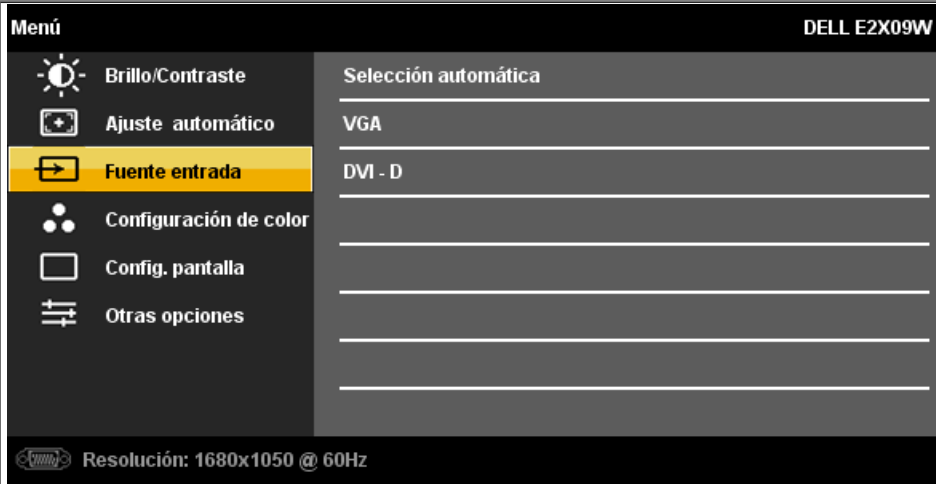 Menú DELL E2X09W
Brillo/Contraste
Ajuste automático
Fuente entrada
Configuración de color
Config. pantalla
Otras opciones
Selección automática
VGA
DVI - D
Resolución: 1680x1050 @ 60Hz